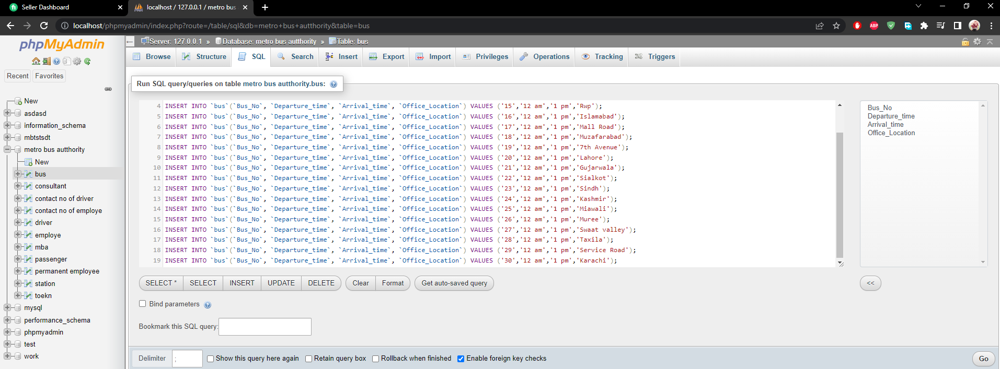 Seller Dashboard
localhost / 127.0.0.1 / metro bus
localhost/phpmyadmin/index.php?route=/table/sql&db=metro+bus+autthority&table=bus
ABP
phpMyAdmin
Recent Favorites
New
asdasd
information_schema
mbtstsdt
metro bus autthority
New
bus
consultant
contact no of driver
contact no of employe
driver
employe
mba
passenger
permanent employee
station
toekn
mysql
performance_schema
phpmyadmin
test
work
Server: 127.0.0.1 » Database: metro bus autthority » Table: bus
Browse Structure SQL Search Insert Export Import Privileges Operations Tracking Triggers
Run SQL query/queries on table metro bus autthority.bus:
4 INSERT INTO `bus`(`Bus_No`, `Departure_time`, `Arrival_time`, `Office_Location`) VALUES ('15','12 am','1 pm','Rwp');
5 INSERT INTO `bus`(`Bus_No`, `Departure_time`, `Arrival_time`, `Office_Location`) VALUES ('16','12 am','1 pm','Islamabad');
6 INSERT INTO `bus`(`Bus_No`, `Departure_time`, `Arrival_time`, `Office_Location`) VALUES ('17','12 am','1 pm','Mall Road');
7 INSERT INTO `bus`(`Bus_No`, `Departure_time`, `Arrival_time`, `Office_Location`) VALUES ('18','12 am','1 pm','Muzafarabad');
8 INSERT INTO `bus`(`Bus_No`, `Departure_time`, `Arrival_time`, `Office_Location`) VALUES ('19','12 am','1 pm','7th Avenue');
9 INSERT INTO `bus`(`Bus_No`, `Departure_time`, `Arrival_time`, `Office_Location`) VALUES ('20','12 am','1 pm','Lahore');
10 INSERT INTO `bus`(`Bus_No`, `Departure_time`, `Arrival_time`, `Office_Location`) VALUES ('21','12 am','1 pm','Gujarwala');
11 INSERT INTO `bus`(`Bus_No`, `Departure_time`, `Arrival_time`, `Office_Location`) VALUES ('22','12 am','1 pm','Sialkot');
12 INSERT INTO `bus`(`Bus_No`, `Departure_time`, `Arrival_time`, `Office_Location`) VALUES ('23','12 am','1 pm','Sindh');
13 INSERT INTO `bus`(`Bus_No`, `Departure_time`, `Arrival_time`, `Office_Location`) VALUES ('24','12 am','1 pm','Kashmir');
14 INSERT INTO `bus`(`Bus_No`, `Departure_time`, `Arrival_time`, `Office_Location`) VALUES ('25','12 am','1 pm','Miawali');
15 INSERT INTO `bus`(`Bus_No`, `Departure_time`, `Arrival_time`, `Office_Location`) VALUES ('26','12 am','1 pm','Muree');
16 INSERT INTO `bus`(`Bus_No`, `Departure_time`, `Arrival_time`, `Office_Location`) VALUES ('27','12 am','1 pm','Swaat valley');
17 INSERT INTO `bus`(`Bus_No`, `Departure_time`, `Arrival_time`, `Office_Location`) VALUES ('28','12 am','1 pm','Taxila');
18 INSERT INTO `bus`(`Bus_No`, `Departure_time`, `Arrival_time`, `Office_Location`) VALUES ('29','12 am','1 pm','Service Road');
19 INSERT INTO `bus`(`Bus_No`, `Departure_time`, `Arrival_time`, `Office_Location`) VALUES ('30','12 am','1 pm','Karachi');
Bus_No
Departure_time
Arrival_time
Office_Location
SELECT * SELECT INSERT UPDATE DELETE Clear Format Get auto-saved query <<
Bind parameters
Bookmark this SQL query:
Delimiter ; Show this query here again Retain query box Rollback when finished Enable foreign key checks Go